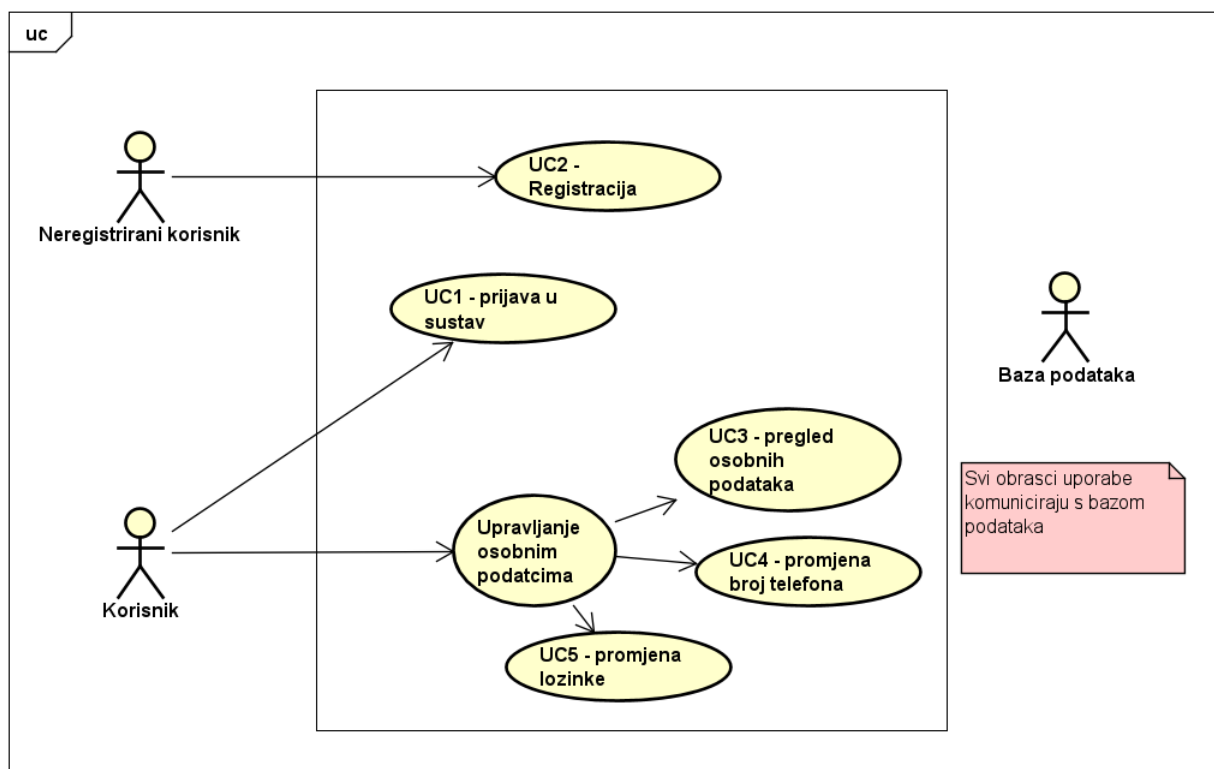 uc
UC2 -
Registracija
Neregistrirani korisnik
UC1 - prijava u
sustav
Baza podataka
UC3 - pregled
osobnih
podataka
Svi obrasci uporabe
komuniciraju s bazom
podataka
Upravljanje
osobnim
podatcima
UC4 - promjena
broj telefona
Korisnik
UC5 - promjena
lozinke